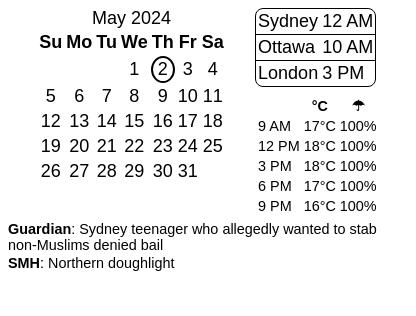 May 2024
Su Mo Tu We Th Fr Sa
1 2 3 4
5 6 7 8 9 10 11
12 13 14 15 16 17 18
19 20 21 22 23 24 25
26 27 28 29 30 31
Sydney 12 AM
Ottawa 10 AM
London 3 PM
°C ☂
9 AM 17°C 100%
12 PM 18°C 100%
3 PM 18°C 100%
6 PM 17°C 100%
9 PM 16°C 100%
Guardian: Sydney teenager who allegedly wanted to stab
non-Muslims denied bail
SMH: Northern doughlight